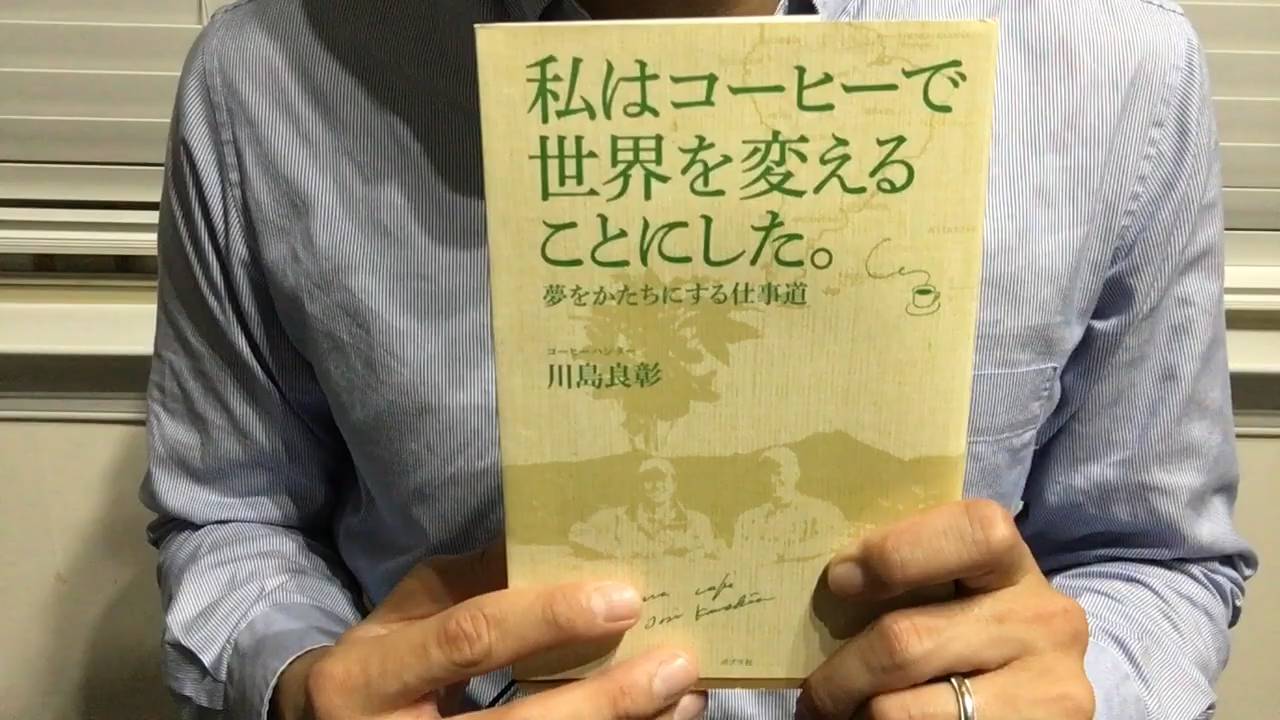 私はコーヒーで
世界を変える
ことにした。
夢をかたちにする仕事道
コーヒーハンター
川島良彰
ポプラ社